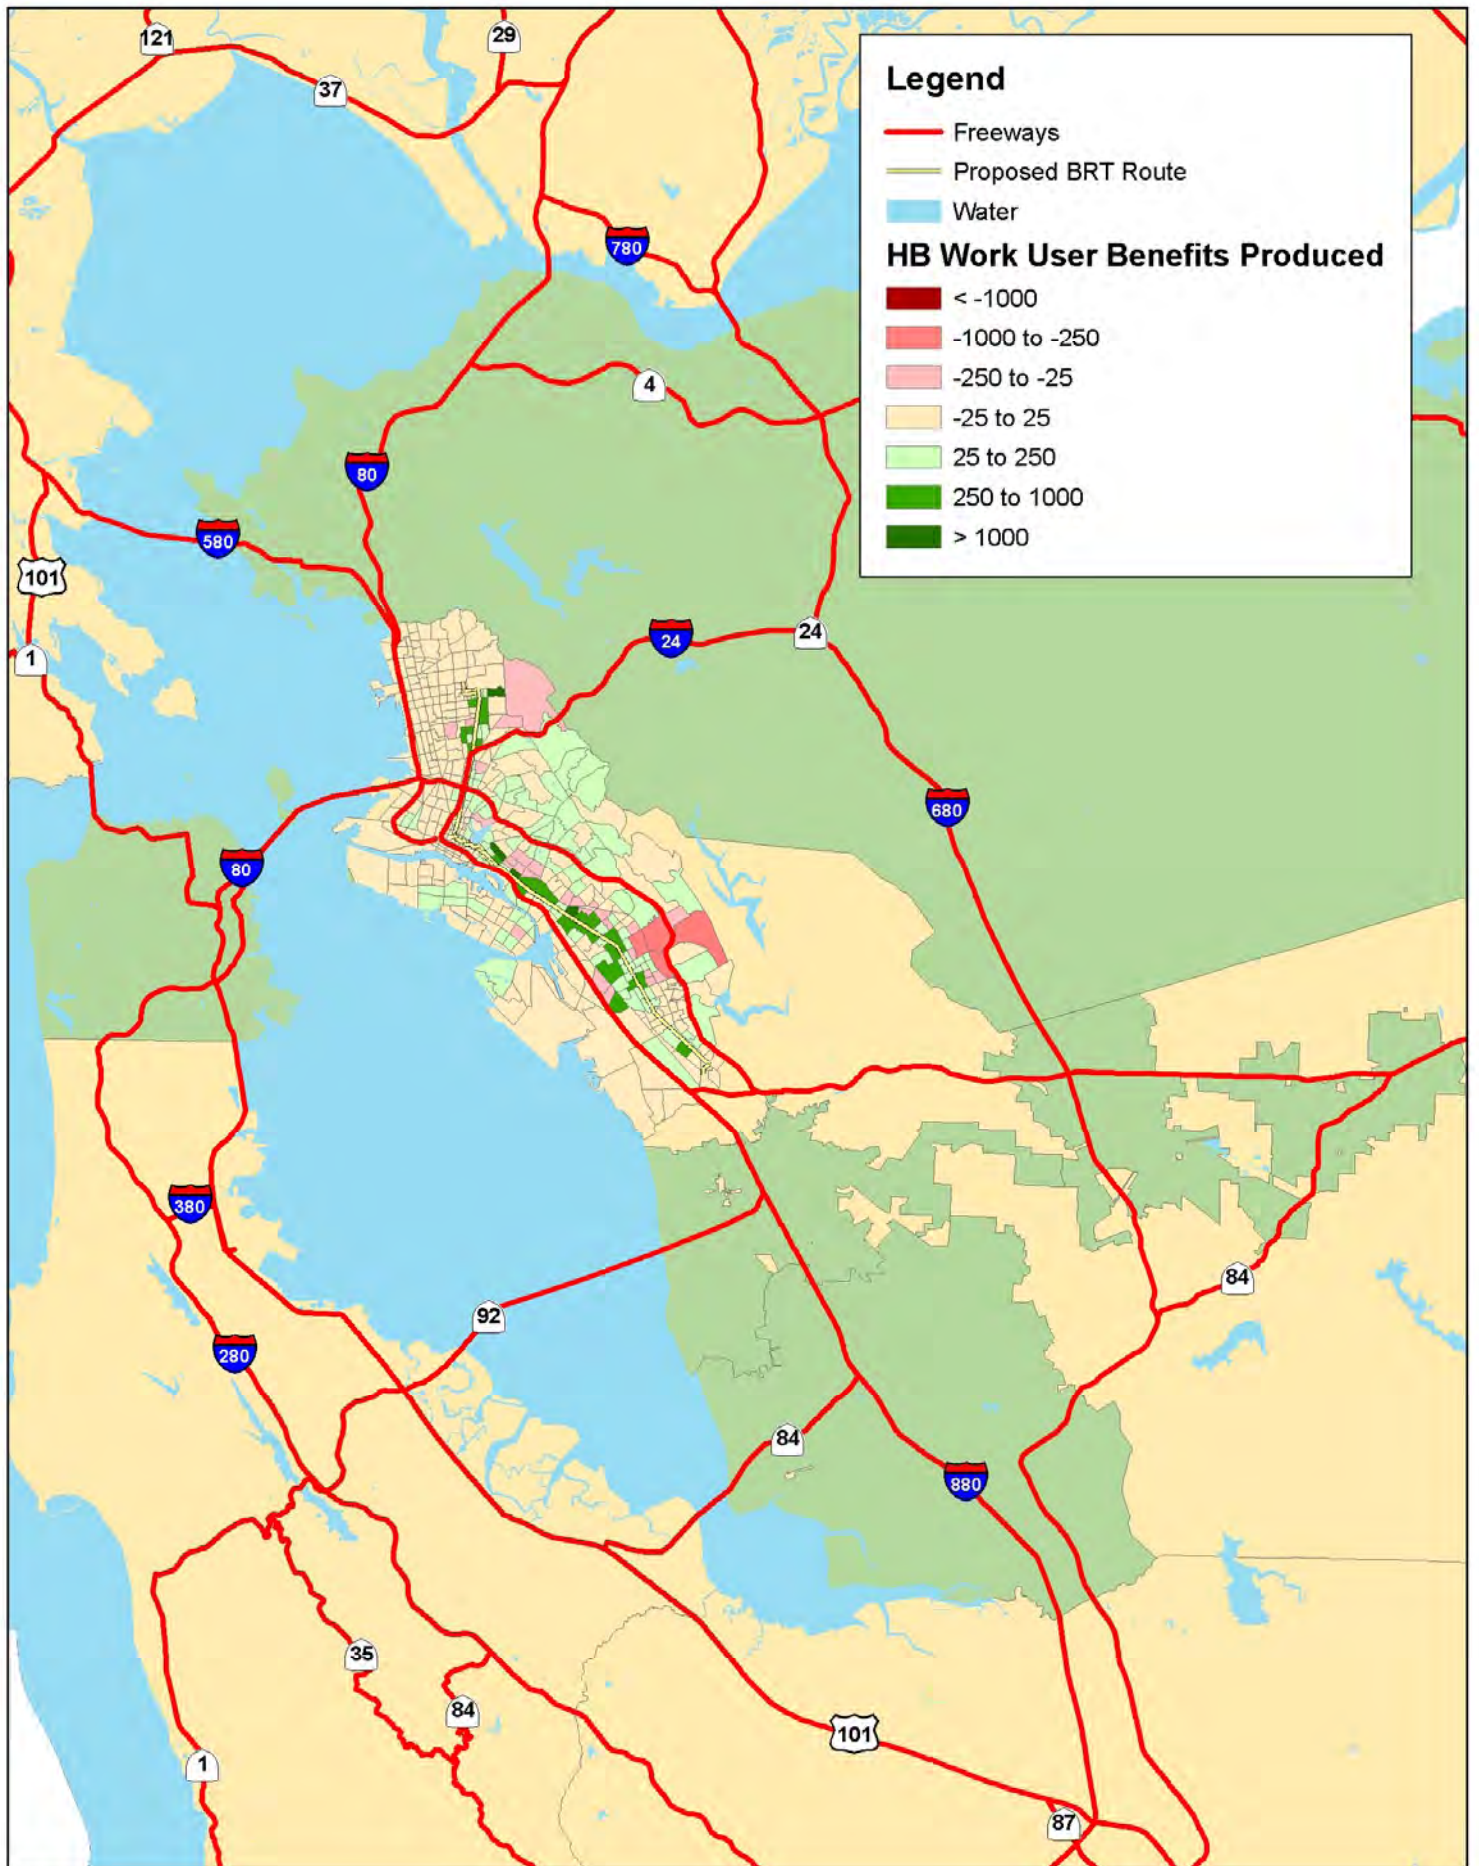 121
29
37
Legend
Freeways
Proposed BRT Route
Water
HB Work User Benefits Produced
< -1000
-1000 to -250
-250 to -25
-25 to 25
25 to 250
250 to 1000
> 1000
780
4
80
580
101
24
24
1
680
80
380
84
92
280
84
880
35
84
101
1
87